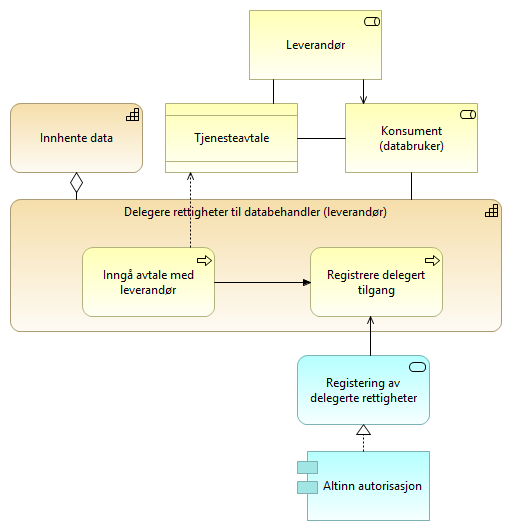 Leverandør
Innhente data
Tjenesteavtale
Konsument
(databruker)
Delegere rettigheter til databehandler (leverandør)
Inngå avtale med
leverandør
Registrere delegert
tilgang
Registering av
delegerte rettigheter
Altinn autorisasjon